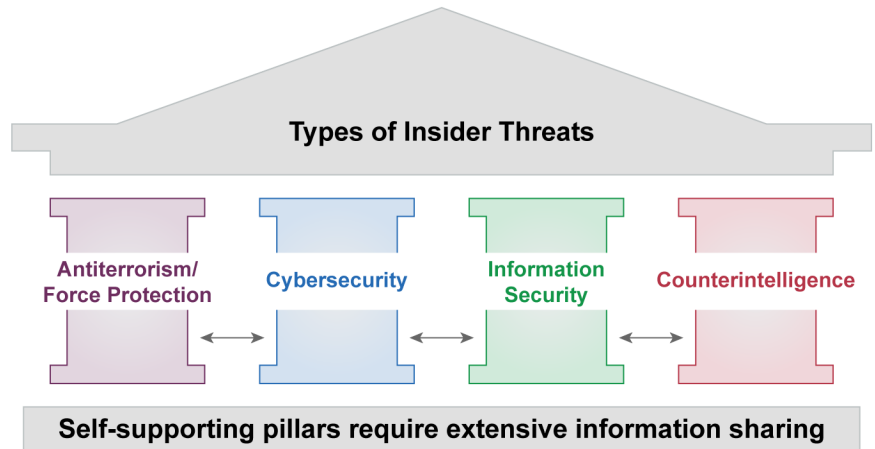 Types of Insider Threats
Antiterrorism/
Force Protection
Cybersecurity
Information
Security
Counterintelligence
Self-supporting pillars require extensive information sharing